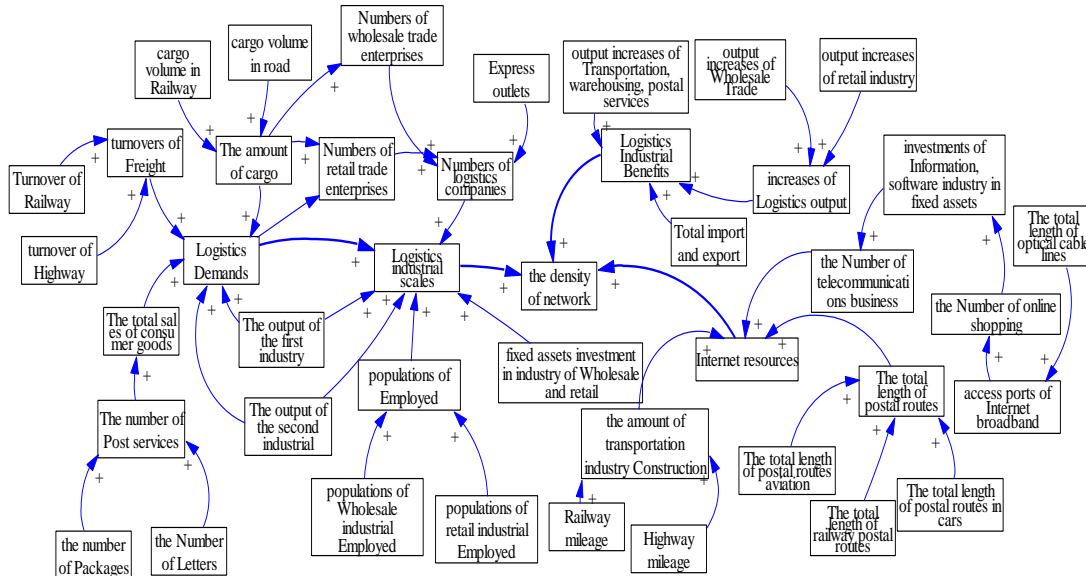 Numbers of
wholesale trade
enterprises
cargo volume
in road
cargo
volume in
Railway
Express
outlets
output increases of
Transportation,
warehousing, postal
services
output
increases of
Wholesale
Trade
output increases
of retail industry
turnovers of
Freight
The amount
of cargo
Numbers of
retail trade
enterprises
Numbers of
logistics
companies
Logistics
Industrial
Benefits
increases of
Logistics output
investments of
Information,
software industry in
fixed assets
Turnover of
Railway
turnover of
Highway
Logistics
Demands
Logistics
industrial
scales
the density
of network
Total import
and export
the Number of
telecommunicati
ons business
The total
length of
optical cable
lines
the Number of online
shopping
The total sal
es of consu
mer goods
The output of
the first
industry
fixed assets investment
in industry of Wholesale
and retail
Internet resources
populations of
Employed
The total
length of
postal routes
access ports of
Internet
broadband
The number of
Post services
The output of
the second
industrial
the amount of
transportation
industry Construction
The total length
of postal routes
aviation
The total
length of
railway postal
routes
The total length
of postal routes in
cars
the number
of Packages
the Number
of Letters
populations of
Wholesale
industrial
Employed
populations of
retail industrial
Employed
Railway
mileage
Highway
mileage